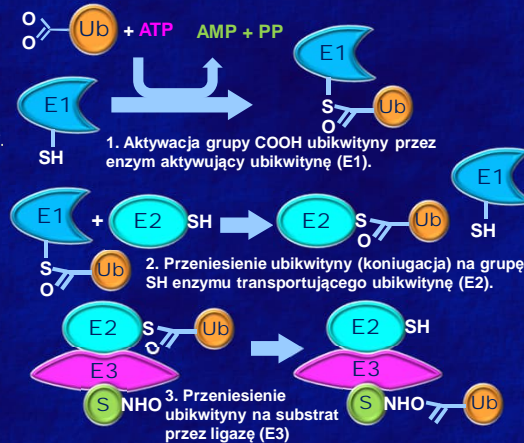 O
O
Ub + ATP AMP + PP
E1
SH
E1
S
O
Ub
1. Aktywacja grupy COOH ubikwityny przez
enzym aktywujący ubikwitynę (E1).
E1
S
O
Ub
+
E2 SH
E2 S
O
Ub
E1
SH
2. Przeniesienie ubikwityny (koniugacja) na grupę
SH enzymu transportującego ubikwitynę (E2).
E2 S
O
Ub
E3
S NHO
E2 SH
E3
S NHO
Ub
3. Przeniesienie
ubikwityny na substrat
przez ligazę (E3)